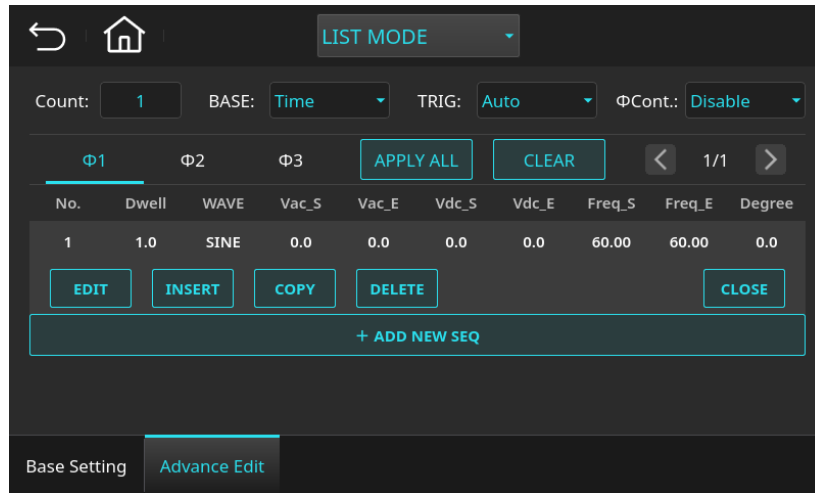 LIST MODE
Count: 1 BASE: Time TRIG: Auto ΦCont.: Disable
Φ1 Φ2 Φ3 APPLY ALL CLEAR 1/1
No. Dwell WAVE Vac_S Vac_E Vdc_S Vdc_E Freq_S Freq_E Degree
1 1.0 SINE 0.0 0.0 0.0 0.0 60.00 60.00 0.0
EDIT INSERT COPY DELETE CLOSE
+ ADD NEW SEQ
Base Setting Advance Edit